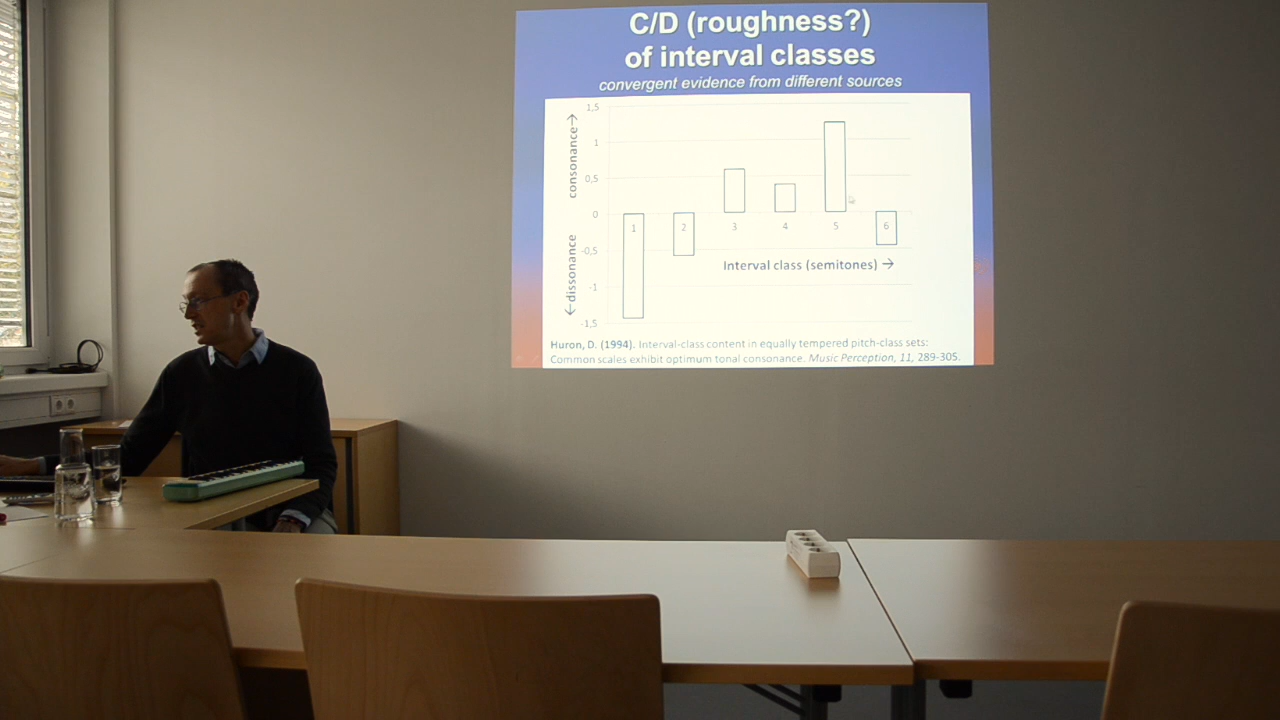 C/D (roughness?)
of interval classes
convergent evidence from different sources
1,5
1
0,5
0
-0,5
-1
-1,5
← dissonance
consonance →
1 2 3 4 5 6
Interval class (semitones) →
Huron, D. (1994). Interval-class content in equally tempered pitch-class sets:
Common scales exhibit optimum tonal consonance. Music Perception, 11, 289-305.